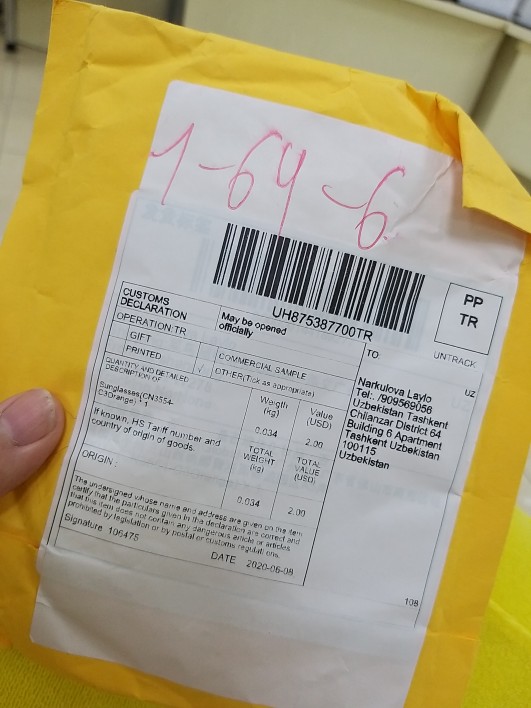 1-64-6
UH875387700TR
PP
TR
UNTRACK
CUSTOMS
DECLARATION
May be opened
officially
OPERATION:TR
GIFT
COMMERCIAL SAMPLE
PRINTED
√
OTHER(Tick as appropriate)
QUANTITY AND DETAILED
DESCRIPTION OF
Weigth
(kg)
Value
(USD)
Sunglasses(CN3554-
C3Orange)*1
0.034
2.00
If known, HS Tariff number and
country of origin of goods.
TOTAL
WEIGHT
(kg)
TOTAL
VALUE
(USD)
ORIGIN :
0.034
2.00
The undersigned whose name and address are given on the item
certify that the particulars given in the declaration are correct and
that this item does not contain any dangerous article or articles
prohibited by legislation or by postal or customs regulations.
Signature 106475
DATE 2020-06-08
TO:
UZ
Narkulova Laylo
Tel: /909569056
Uzbekistan Tashkent
Chilanzar District 64
Building 6 Apartment
Tashkent Uzbekistan
100115
Uzbekistan
108